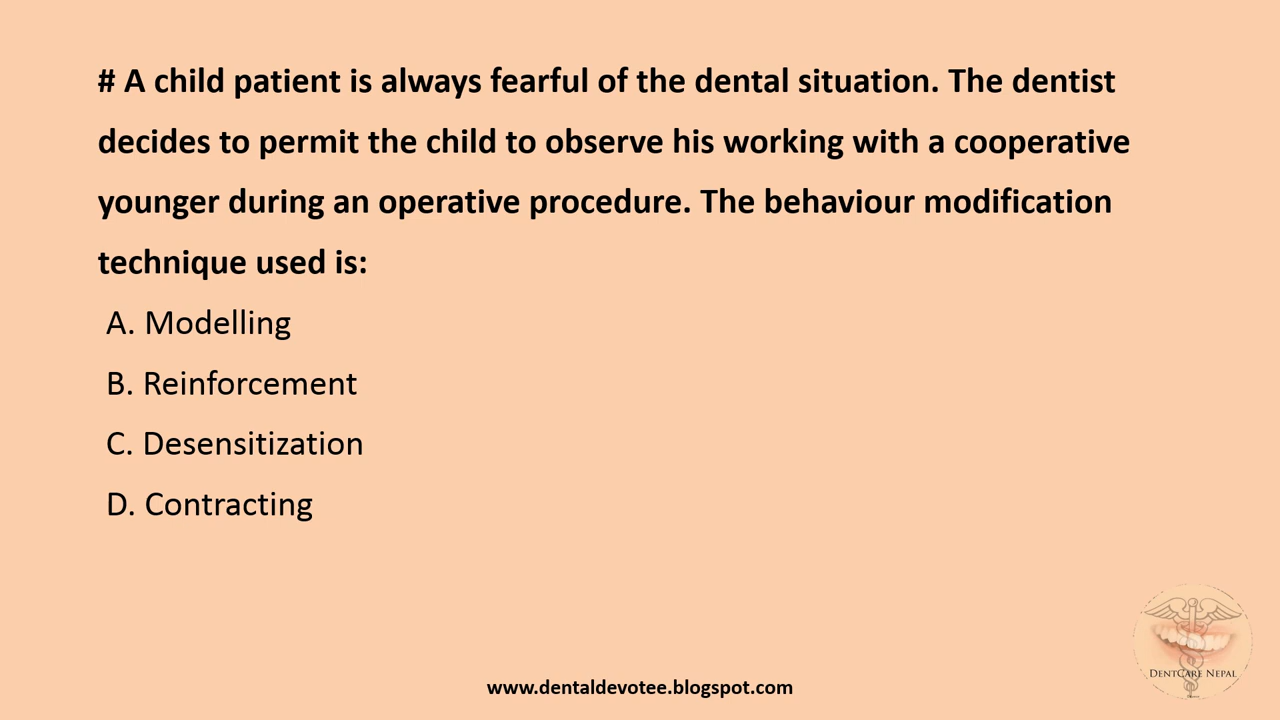 # A child patient is always fearful of the dental situation. The dentist
decides to permit the child to observe his working with a cooperative
younger during an operative procedure. The behaviour modification
technique used is:
A. Modelling
B. Reinforcement
C. Desensitization
D. Contracting
DENTCARE NEPAL
www.dentaldevotee.blogspot.com